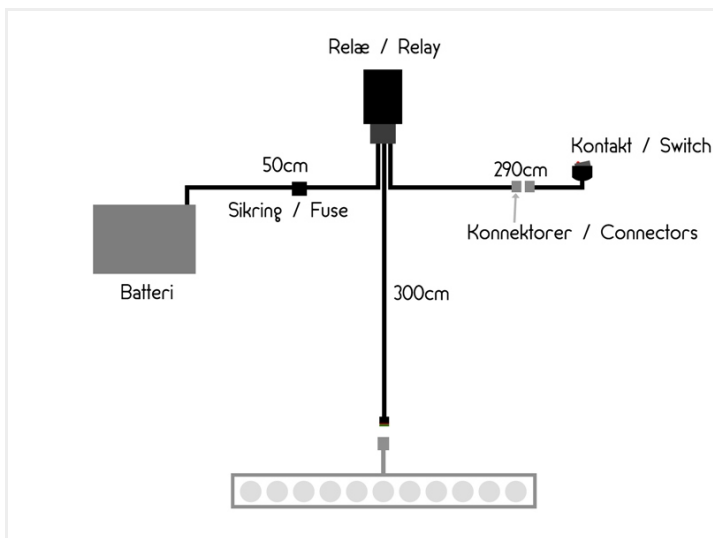 Relæ / Relay
Kontakt / Switch
50cm
290cm
Sikring / Fuse
Konnektorer / Connectors
Batteri
300cm